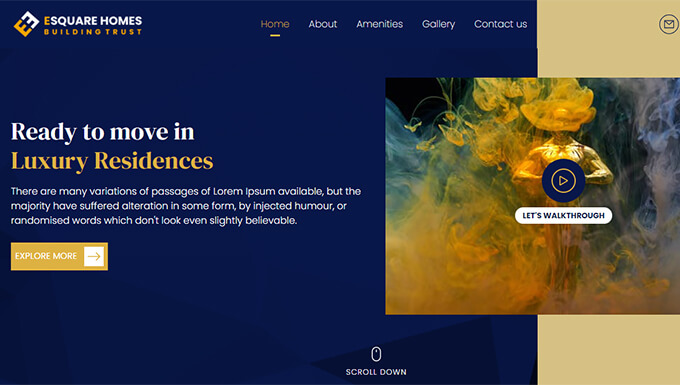 ESQUARE HOMES
BUILDING TRUST
Home About Amenities Gallery Contact us
Ready to move in
Luxury Residences
There are many variations of passages of Lorem Ipsum available, but the
majority have suffered alteration in some form, by injected humour, or
randomised words which don't look even slightly believable.
EXPLORE MORE
LET'S WALKTHROUGH
SCROLL DOWN